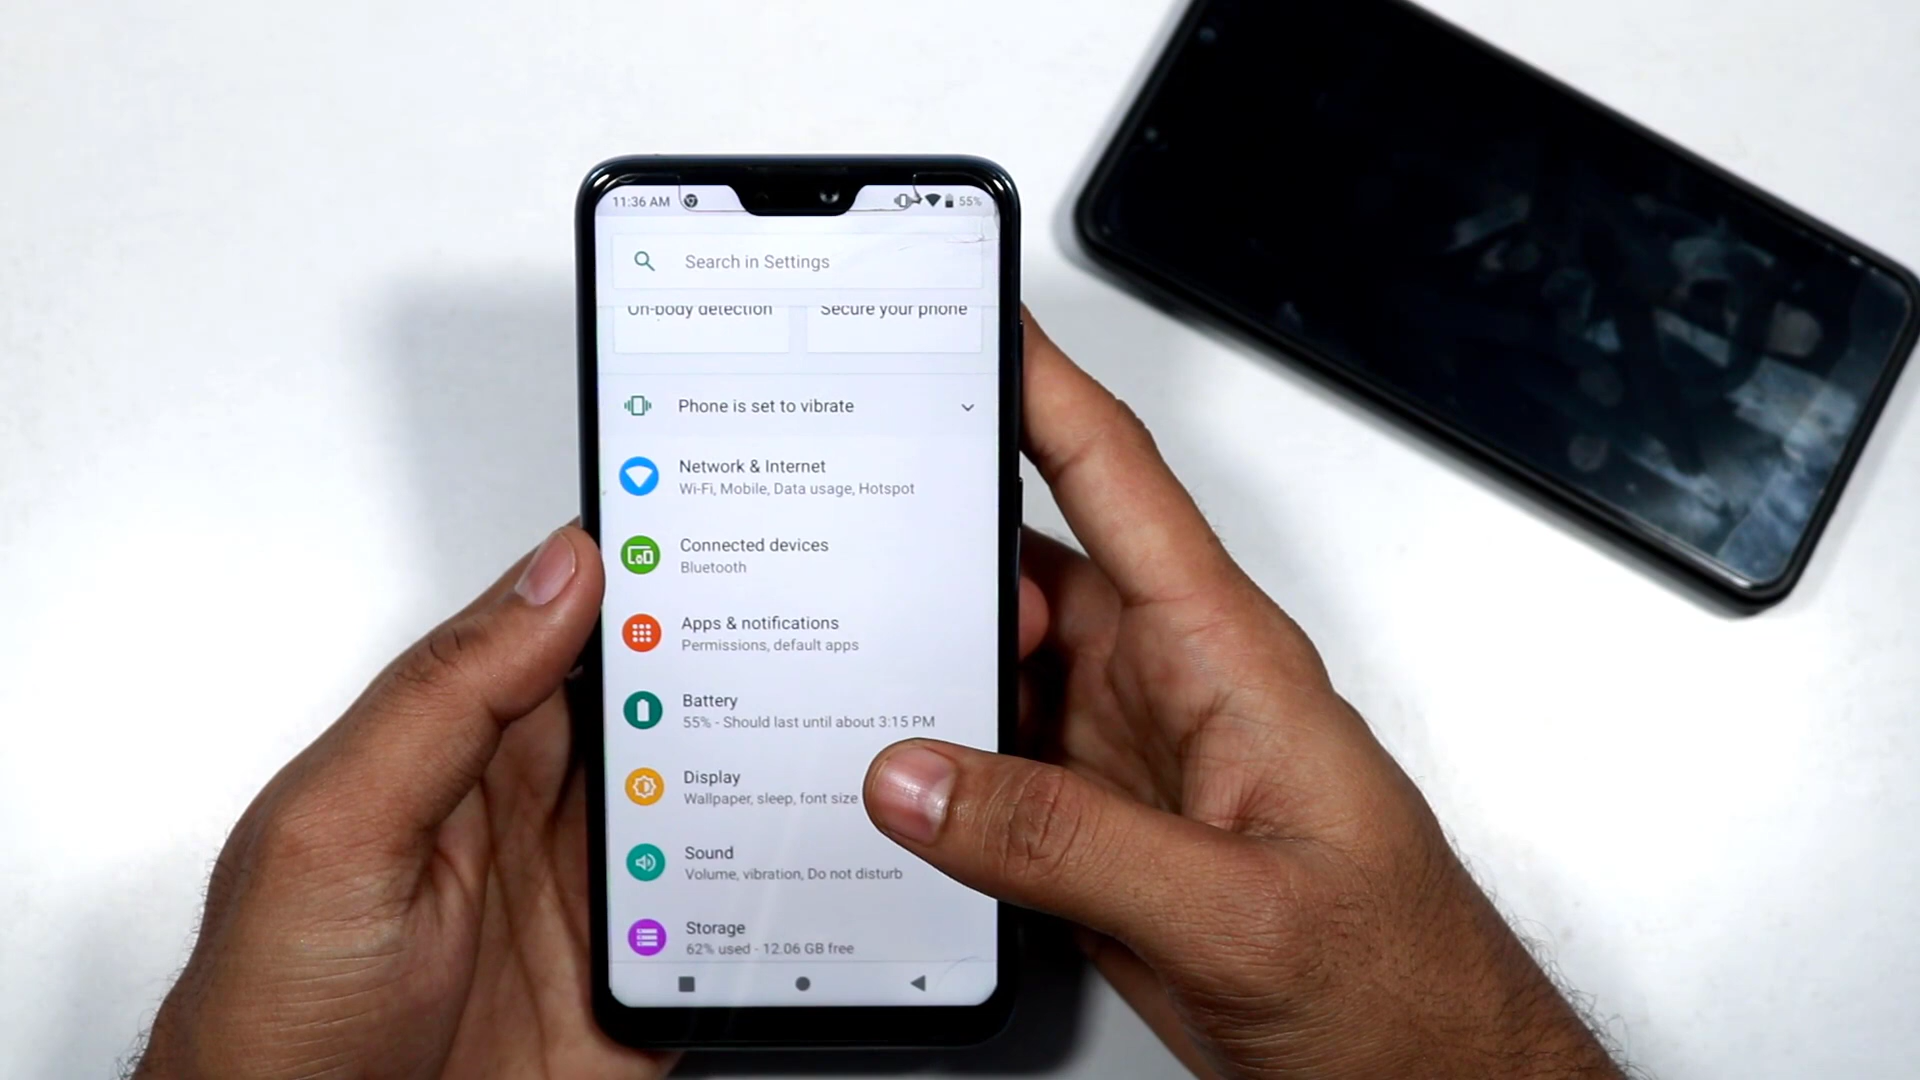 11:36 AM
55%
Search in Settings
On-body detection
Secure your phone
Phone is set to vibrate
Network & Internet
Wi-Fi, Mobile, Data usage, Hotspot
Connected devices
Bluetooth
Apps & notifications
Permissions, default apps
Battery
55% - Should last until about 3:15 PM
Display
Wallpaper, sleep, font size
Sound
Volume, vibration, Do not disturb
Storage
62% used - 12.06 GB free